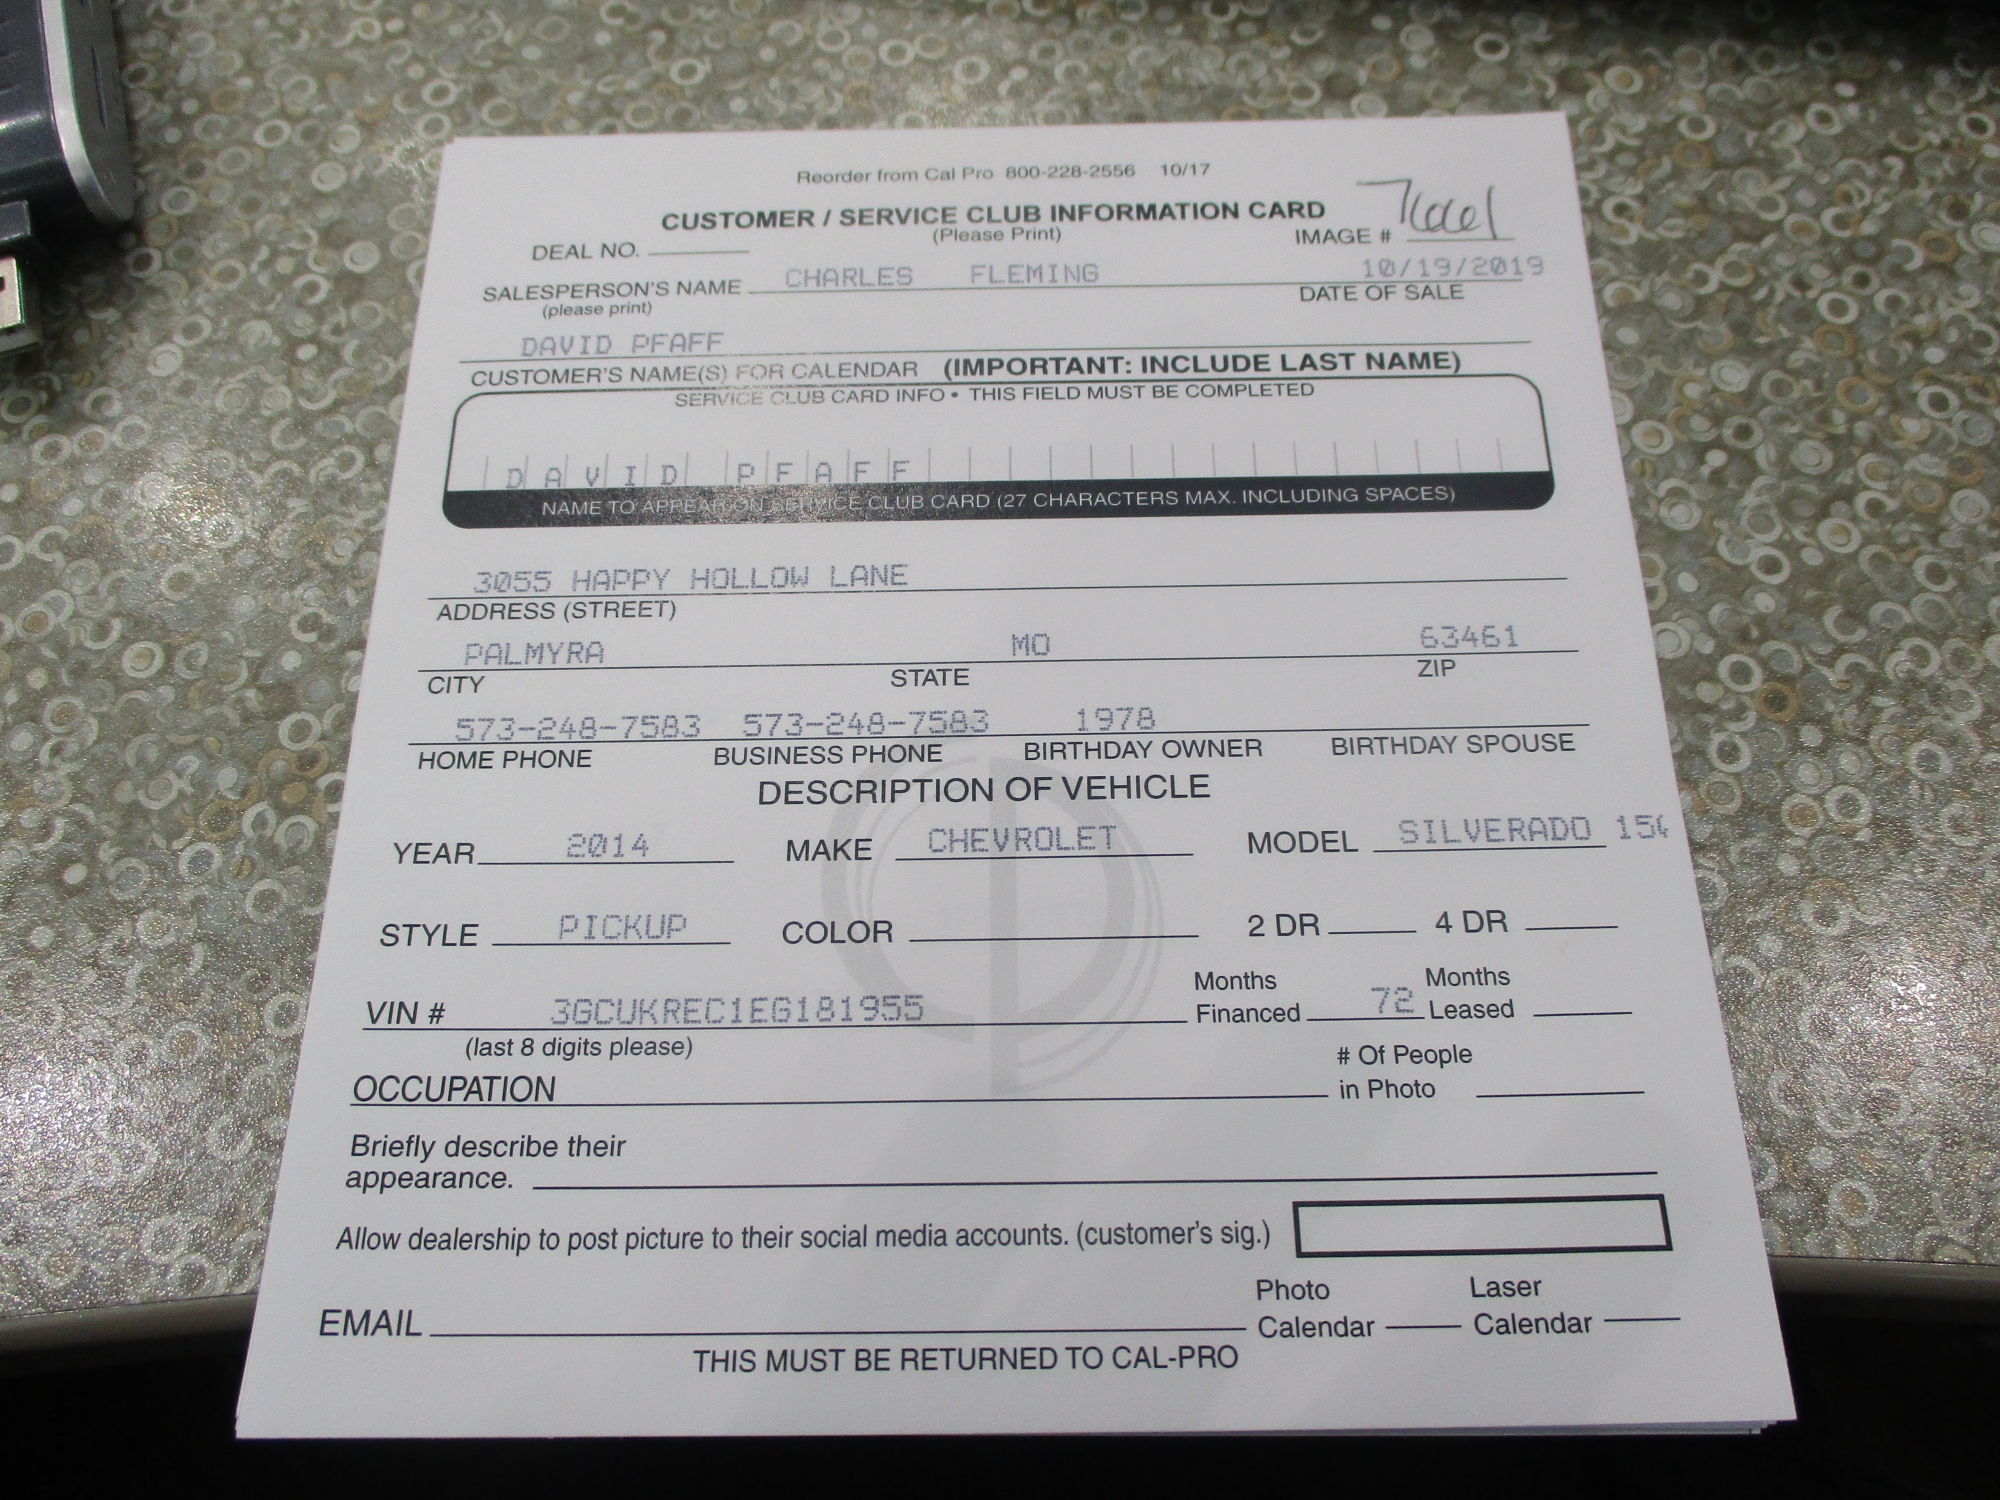 Reorder from Cal Pro 800-228-2556 10/17
CUSTOMER / SERVICE CLUB INFORMATION CARD
(Please Print)
DEAL NO. IMAGE #
SALESPERSON'S NAME CHARLES FLEMING 10/19/2019
(please print) DATE OF SALE
DAVID PFAFF
CUSTOMER'S NAME(S) FOR CALENDAR (IMPORTANT: INCLUDE LAST NAME)
SERVICE CLUB CARD INFO • THIS FIELD MUST BE COMPLETED
DAVID PFAFF
NAME TO APPEAR ON SERVICE CLUB CARD (27 CHARACTERS MAX. INCLUDING SPACES)
3055 HAPPY HOLLOW LANE
ADDRESS (STREET)
PALMYRA MO 63461
CITY STATE ZIP
573-248-7583 573-248-7583 1978
HOME PHONE BUSINESS PHONE BIRTHDAY OWNER BIRTHDAY SPOUSE
DESCRIPTION OF VEHICLE
YEAR 2014 MAKE CHEVROLET MODEL SILVERADO
STYLE PICKUP COLOR 2 DR 4 DR
Months Months
VIN # 3GCUKREC1EG181955 Financed 72 Leased
(last 8 digits please) # Of People
OCCUPATION in Photo
Briefly describe their
appearance.
Allow dealership to post picture to their social media accounts. (customer's sig.)
Photo Laser
EMAIL Calendar Calendar
THIS MUST BE RETURNED TO CAL-PRO